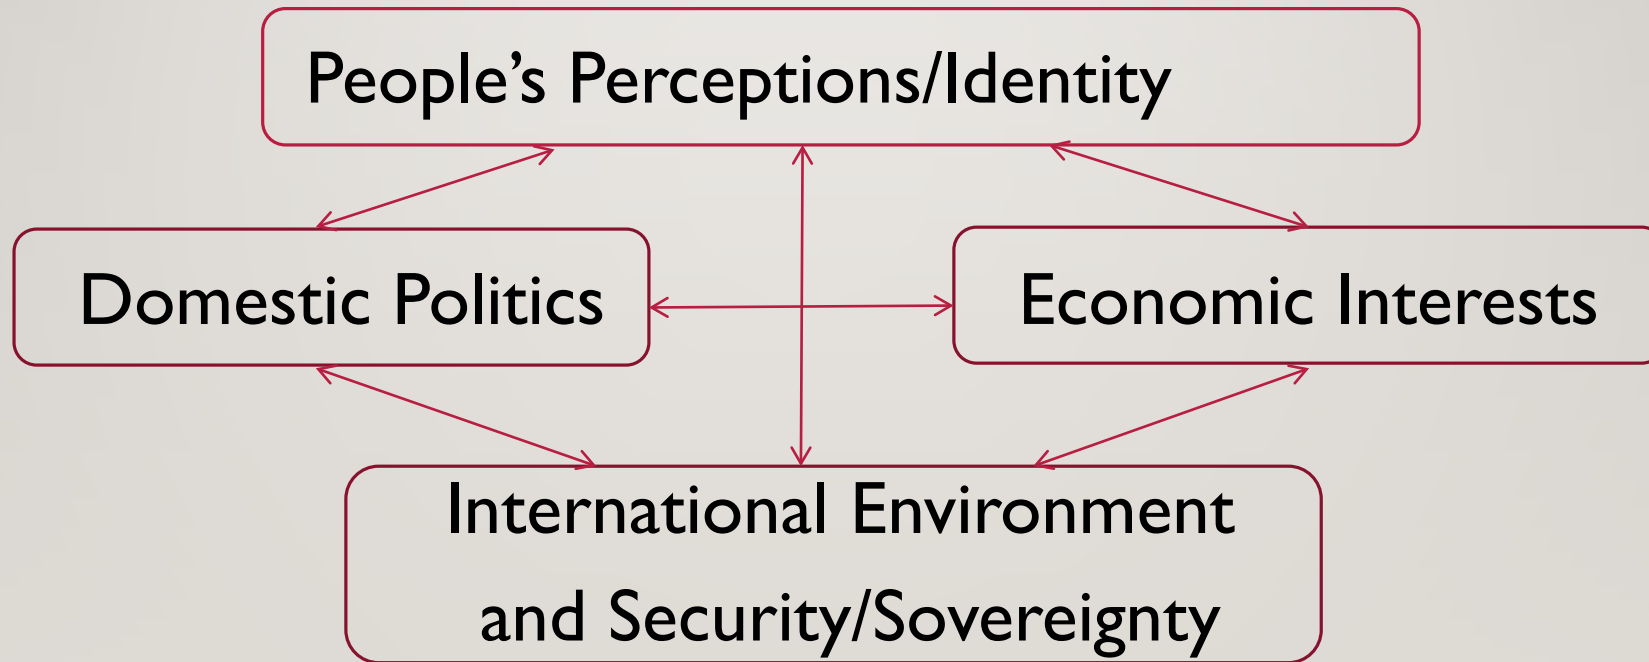 People’s Perceptions/Identity
Domestic Politics
Economic Interests
International Environment
and Security/Sovereignty